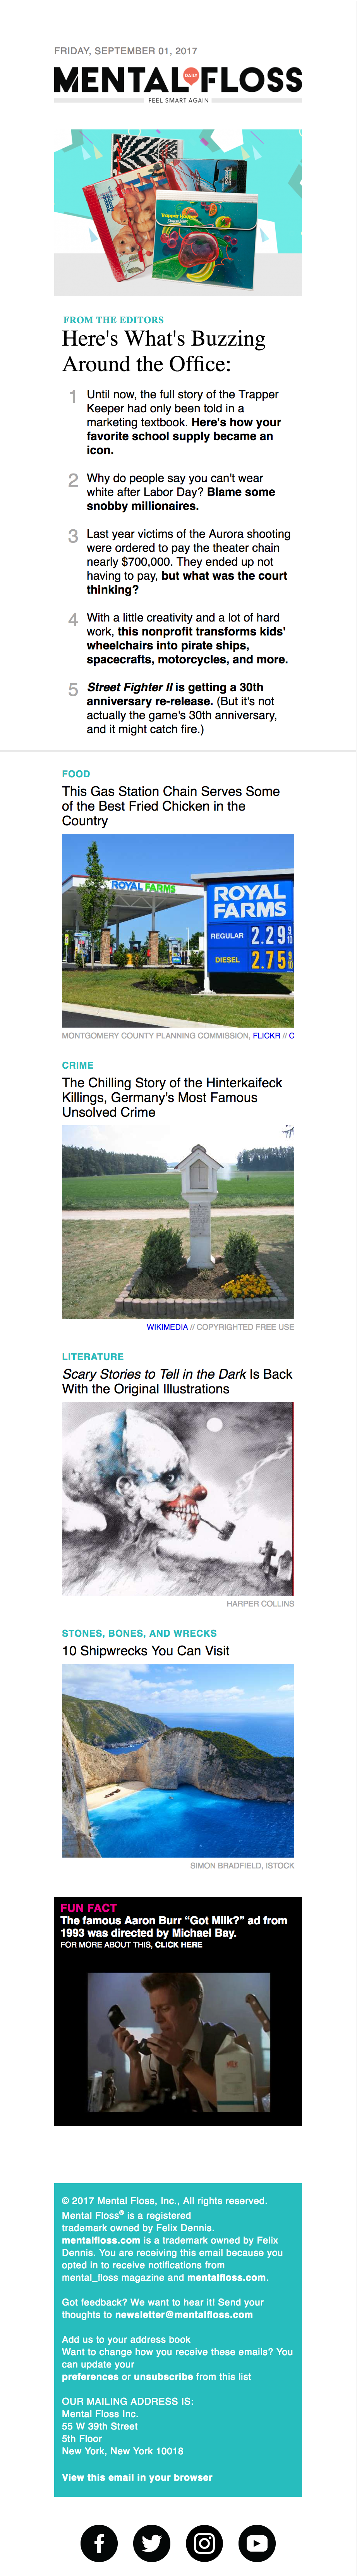 FRIDAY, SEPTEMBER 01, 2017
MENTAL DAILY FLOSS
FEEL SMART AGAIN
Trapper Keeper
FROM THE EDITORS
Here's What's Buzzing
Around the Office:
1 Until now, the full story of the Trapper
Keeper had only been told in a
marketing textbook. Here's how your
favorite school supply became an
icon.
2 Why do people say you can't wear
white after Labor Day? Blame some
snobby millionaires.
3 Last year victims of the Aurora shooting
were ordered to pay the theater chain
nearly $700,000. They ended up not
having to pay, but what was the court
thinking?
4 With a little creativity and a lot of hard
work, this nonprofit transforms kids'
wheelchairs into pirate ships,
spacecrafts, motorcycles, and more.
5 Street Fighter II is getting a 30th
anniversary re-release. (But it's not
actually the game's 30th anniversary,
and it might catch fire.)
FOOD
This Gas Station Chain Serves Some
of the Best Fried Chicken in the
Country
ROYAL FARMS
ROYAL
FARMS
REGULAR 2.29 9/10
DIESEL 2.75 9/10
MONTGOMERY COUNTY PLANNING COMMISSION, FLICKR // C
CRIME
The Chilling Story of the Hinterkaifeck
Killings, Germany's Most Famous
Unsolved Crime
WIKIMEDIA // COPYRIGHTED FREE USE
LITERATURE
Scary Stories to Tell in the Dark Is Back
With the Original Illustrations
HARPER COLLINS
STONES, BONES, AND WRECKS
10 Shipwrecks You Can Visit
SIMON BRADFIELD, ISTOCK
FUN FACT
The famous Aaron Burr “Got Milk?” ad from
1993 was directed by Michael Bay.
FOR MORE ABOUT THIS, CLICK HERE
© 2017 Mental Floss, Inc., All rights reserved.
Mental Floss® is a registered
trademark owned by Felix Dennis.
mentalfloss.com is a trademark owned by Felix
Dennis. You are receiving this email because you
opted in to receive notifications from
mental_floss magazine and mentalfloss.com.
Got feedback? We want to hear it! Send your
thoughts to newsletter@mentalfloss.com
Add us to your address book
Want to change how you receive these emails? You
can update your
preferences or unsubscribe from this list
OUR MAILING ADDRESS IS:
Mental Floss Inc.
55 W 39th Street
5th Floor
New York, New York 10018
View this email in your browser